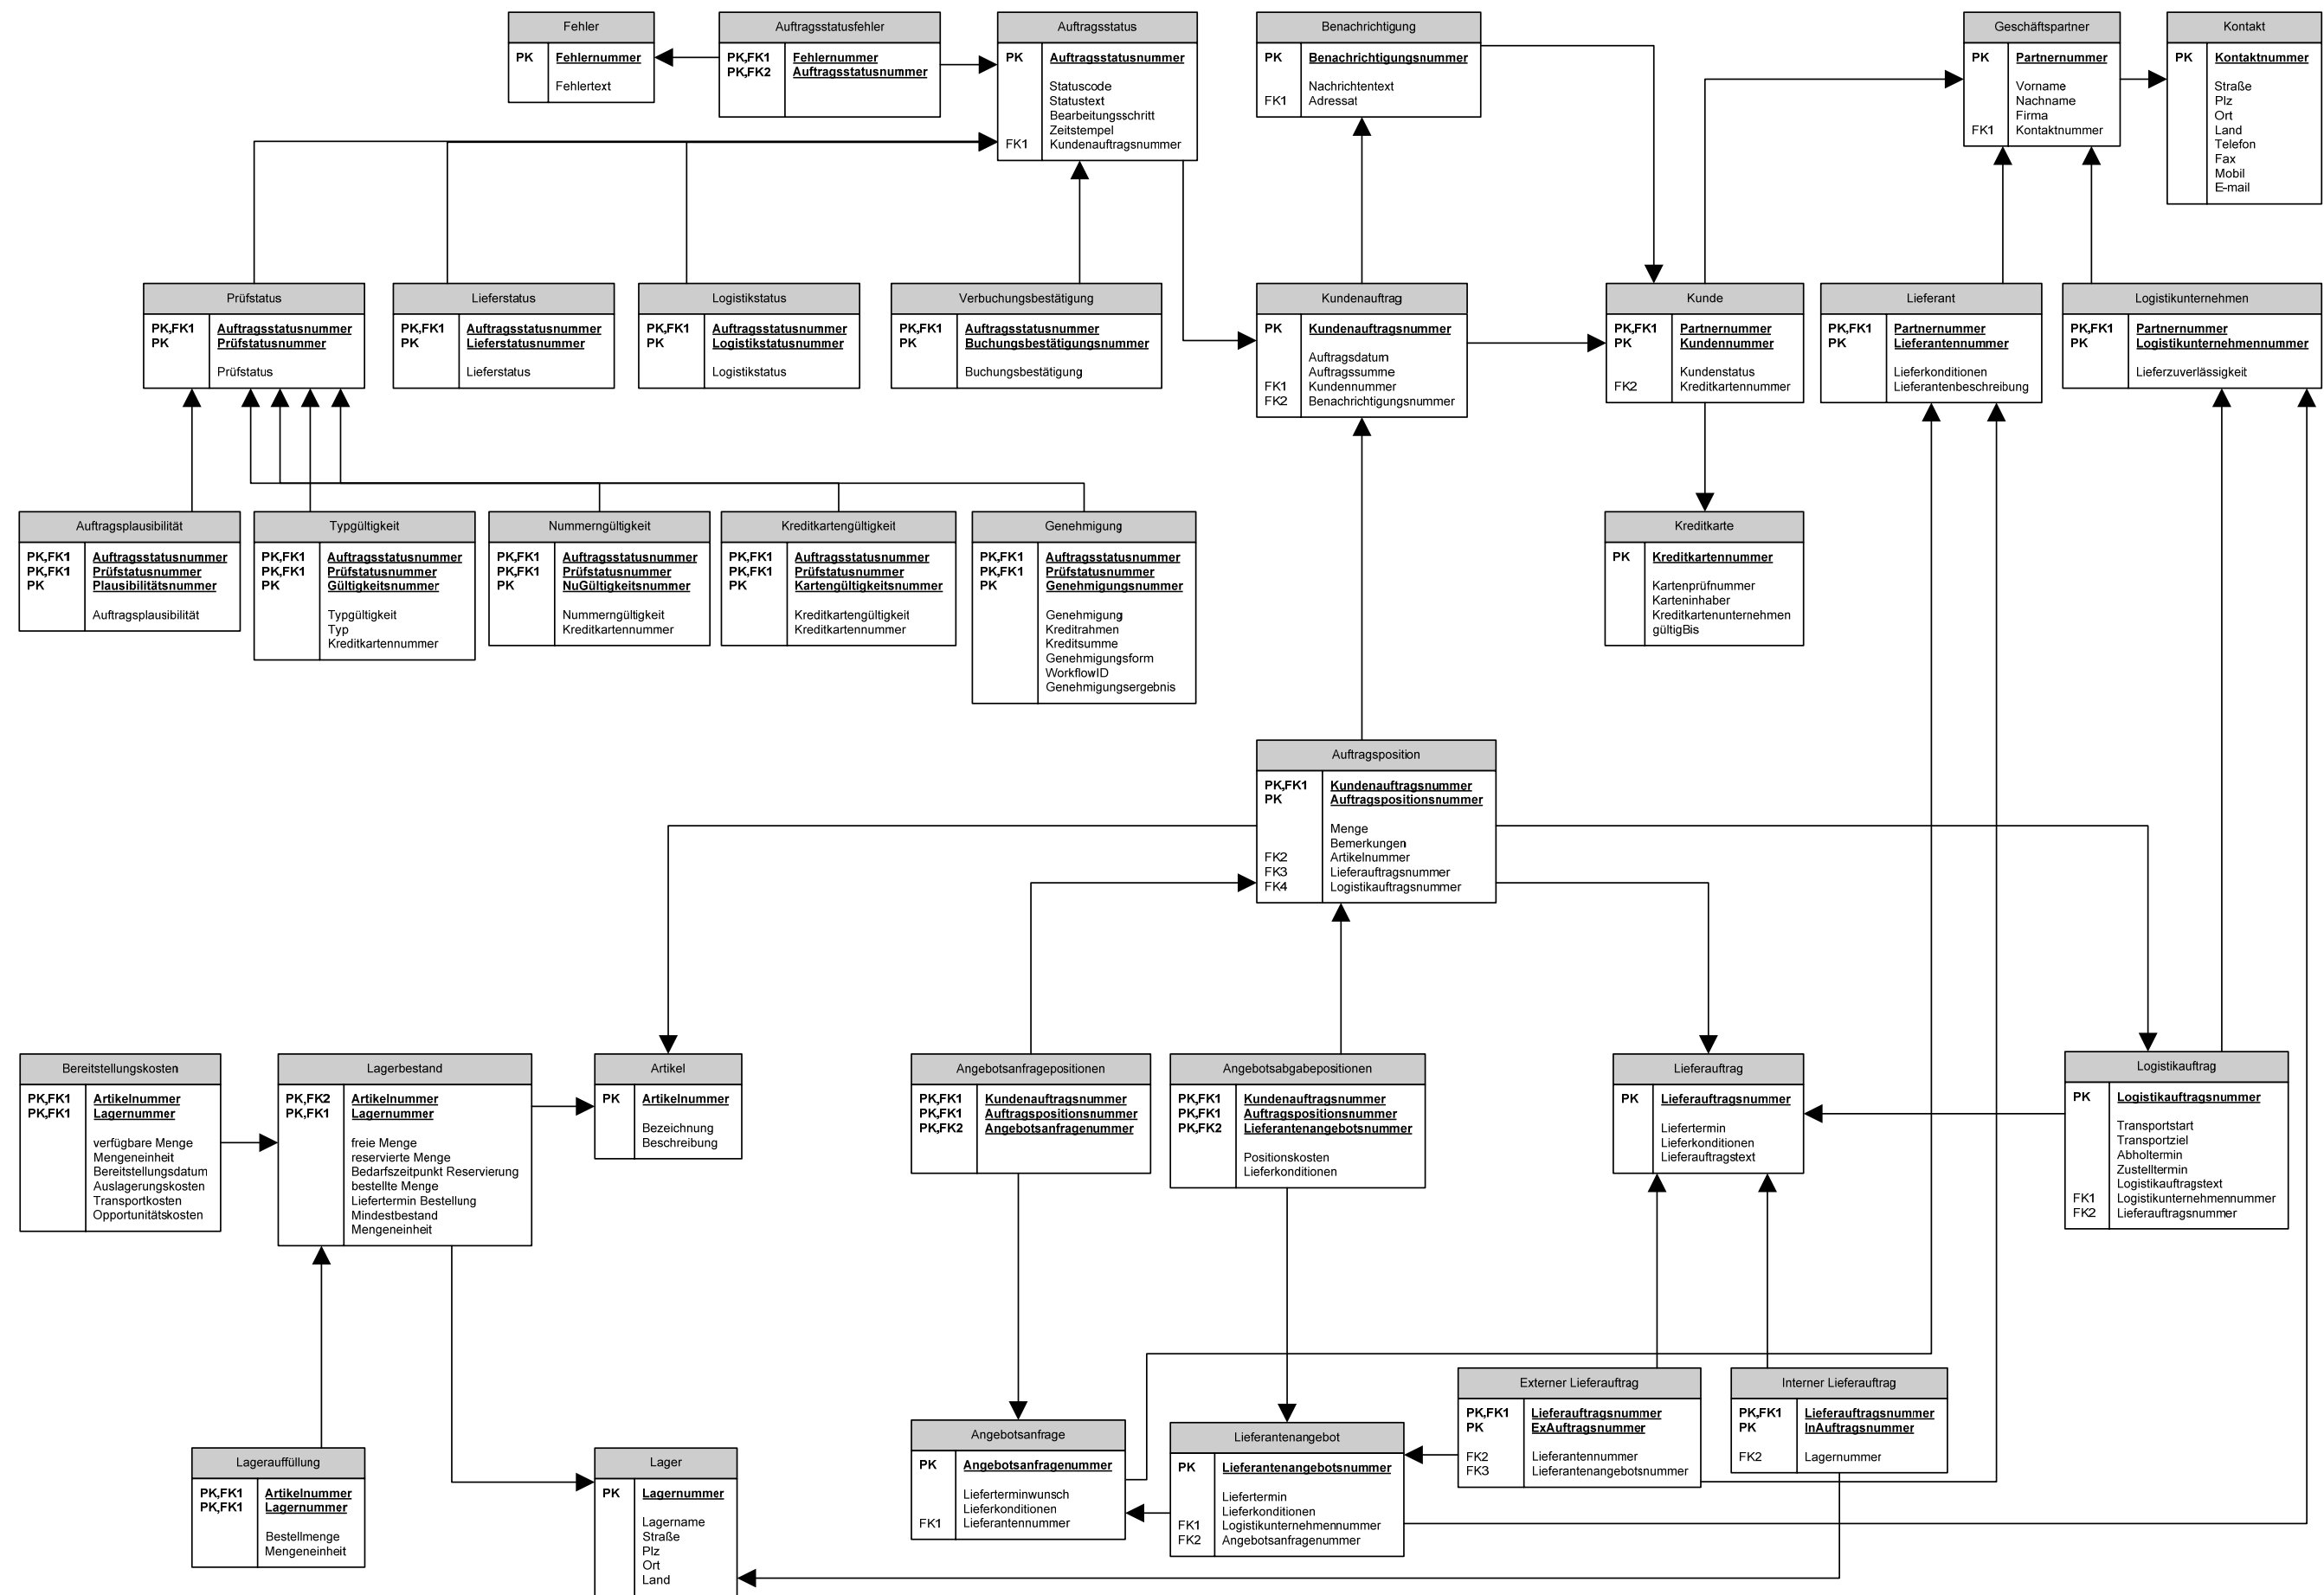 Fehler
PK Fehlernummer
Fehlertext
Auftragsstatusfehler
PK,FK1 Fehlernummer
PK,FK2 Auftragsstatusnummer
Auftragsstatus
PK Auftragsstatusnummer
Statuscode
Statustext
Bearbeitungsschritt
Zeitstempel
FK1 Kundenauftragsnummer
Benachrichtigung
PK Benachrichtigungsnummer
Nachrichtentext
FK1 Adressat
Geschäftspartner
PK Partnernummer
Vorname
Nachname
Firma
FK1 Kontaktnummer
Kontakt
PK Kontaktnummer
Straße
Plz
Ort
Land
Telefon
Fax
Mobil
E-mail
Prüfstatus
PK,FK1 Auftragsstatusnummer
PK Prüfstatusnummer
Prüfstatus
Lieferstatus
PK,FK1 Auftragsstatusnummer
PK Lieferstatusnummer
Lieferstatus
Logistikstatus
PK,FK1 Auftragsstatusnummer
PK Logistikstatusnummer
Logistikstatus
Verbuchungsbestätigung
PK,FK1 Auftragsstatusnummer
PK Buchungsbestätigungsnummer
Buchungsbestätigung
Kundenauftrag
PK Kundenauftragsnummer
Auftragsdatum
Auftragssumme
FK1 Kundennummer
FK2 Benachrichtigungsnummer
Kunde
PK,FK1 Partnernummer
PK Kundennummer
Kundenstatus
FK2 Kreditkartennummer
Lieferant
PK,FK1 Partnernummer
PK Lieferantennummer
Lieferkonditionen
Lieferantenbeschreibung
Logistikunternehmen
PK,FK1 Partnernummer
PK Logistikunternehmennummer
Lieferzuverlässigkeit
Auftragsplausibilität
PK,FK1 Auftragsstatusnummer
PK,FK1 Prüfstatusnummer
PK Plausibilitätsnummer
Auftragsplausibilität
Typgültigkeit
PK,FK1 Auftragsstatusnummer
PK,FK1 Prüfstatusnummer
PK Gültigkeitsnummer
Typgültigkeit
Typ
Kreditkartennummer
Nummerngültigkeit
PK,FK1 Auftragsstatusnummer
PK,FK1 Prüfstatusnummer
PK NuGültigkeitsnummer
Nummerngültigkeit
Kreditkartennummer
Kreditkartengültigkeit
PK,FK1 Auftragsstatusnummer
PK,FK1 Prüfstatusnummer
PK Kartengültigkeitsnummer
Kreditkartengültigkeit
Kreditkartennummer
Genehmigung
PK,FK1 Auftragsstatusnummer
PK,FK1 Prüfstatusnummer
PK Genehmigungsnummer
Genehmigung
Kreditrahmen
Kreditsumme
Genehmigungsform
WorkflowID
Genehmigungsergebnis
Kreditkarte
PK Kreditkartennummer
Kartenprüfnummer
Karteninhaber
Kreditkartenunternehmen
gültigBis
Auftragsposition
PK,FK1 Kundenauftragsnummer
PK Auftragspositionsnummer
Menge
Bemerkungen
FK2 Artikelnummer
FK3 Lieferauftragsnummer
FK4 Logistikauftragsnummer
Bereitstellungskosten
PK,FK1 Artikelnummer
PK,FK1 Lagernummer
verfügbare Menge
Mengeneinheit
Bereitstellungsdatum
Auslagerungskosten
Transportkosten
Opportunitätskosten
Lagerbestand
PK,FK2 Artikelnummer
PK,FK1 Lagernummer
freie Menge
reservierte Menge
Bedarfszeitpunkt Reservierung
bestellte Menge
Liefertermin Bestellung
Mindestbestand
Mengeneinheit
Artikel
PK Artikelnummer
Bezeichnung
Beschreibung
Angebotsanfragepositionen
PK,FK1 Kundenauftragsnummer
PK,FK1 Auftragspositionsnummer
PK,FK2 Angebotsanfragenummer
Angebotsabgabepositionen
PK,FK1 Kundenauftragsnummer
PK,FK1 Auftragspositionsnummer
PK,FK2 Lieferantenangebotsnummer
Positionskosten
Lieferkonditionen
Lieferauftrag
PK Lieferauftragsnummer
Liefertermin
Lieferkonditionen
Lieferauftragstext
Logistikauftrag
PK Logistikauftragsnummer
Transportstart
Transportziel
Abholtermin
Zustelltermin
Logistikauftragstext
FK1 Logistikunternehmennummer
FK2 Lieferauftragsnummer
Lagerauffüllung
PK,FK1 Artikelnummer
PK,FK1 Lagernummer
Bestellmenge
Mengeneinheit
Lager
PK Lagernummer
Lagername
Straße
Plz
Ort
Land
Angebotsanfrage
PK Angebotsanfragenummer
Lieferterminwunsch
Lieferkonditionen
FK1 Lieferantennummer
Lieferantenangebot
PK Lieferantenangebotsnummer
Liefertermin
Lieferkonditionen
FK1 Logistikunternehmennummer
FK2 Angebotsanfragenummer
Externer Lieferauftrag
PK,FK1 Lieferauftragsnummer
PK ExAuftragsnummer
FK2 Lieferantennummer
FK3 Lieferantenangebotsnummer
Interner Lieferauftrag
PK,FK1 Lieferauftragsnummer
PK InAuftragsnummer
FK2 Lagernummer